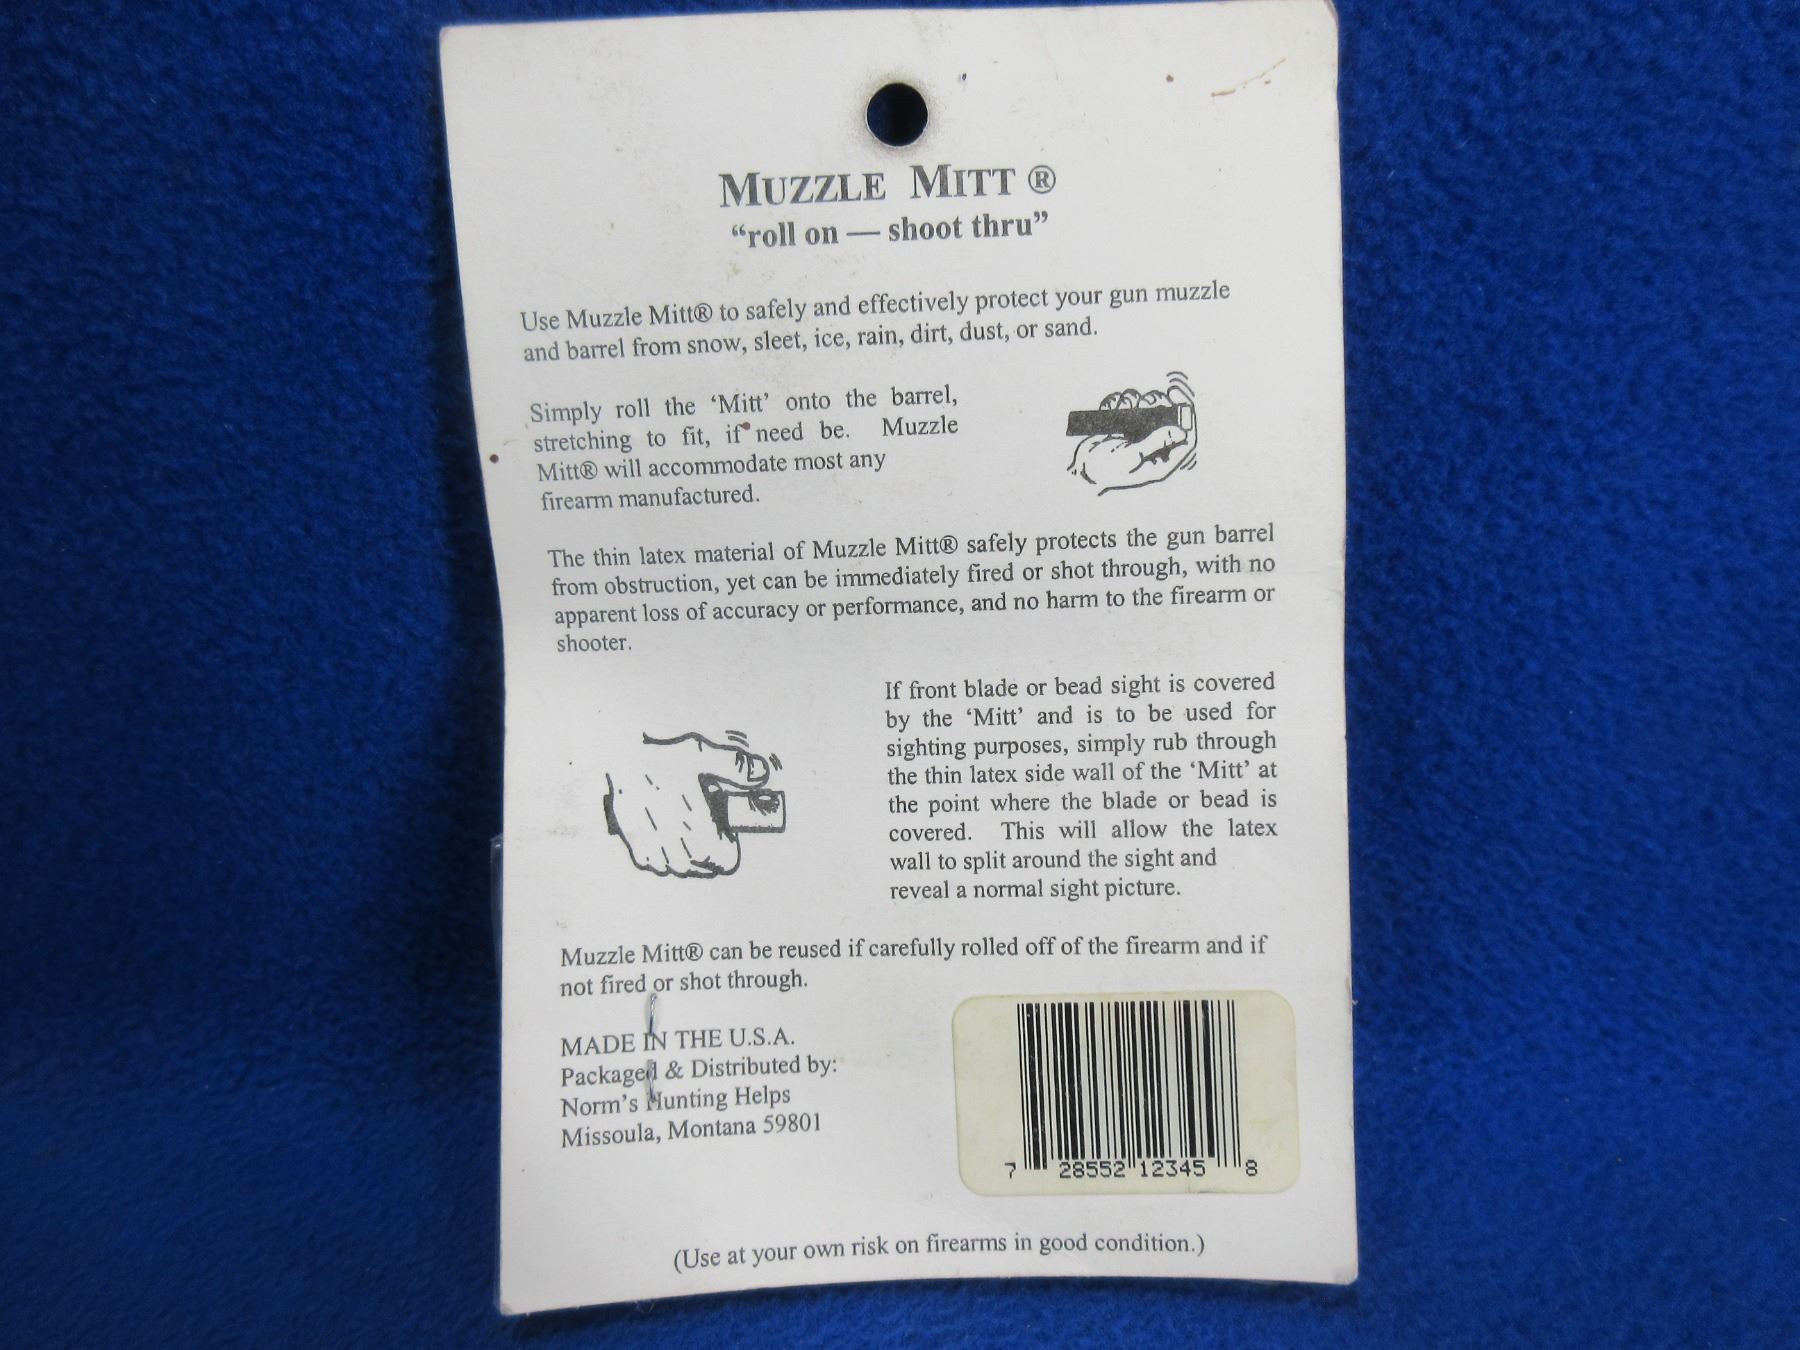 MUZZLE MITT ®
“roll on — shoot thru”
Use Muzzle Mitt® to safely and effectively protect your gun muzzle
and barrel from snow, sleet, ice, rain, dirt, dust, or sand.
Simply roll the ‘Mitt’ onto the barrel,
stretching to fit, if need be. Muzzle
Mitt® will accommodate most any
firearm manufactured.
The thin latex material of Muzzle Mitt® safely protects the gun barrel
from obstruction, yet can be immediately fired or shot through, with no
apparent loss of accuracy or performance, and no harm to the firearm or
shooter.
If front blade or bead sight is covered
by the ‘Mitt’ and is to be used for
sighting purposes, simply rub through
the thin latex side wall of the ‘Mitt’ at
the point where the blade or bead is
covered. This will allow the latex
wall to split around the sight and
reveal a normal sight picture.
Muzzle Mitt® can be reused if carefully rolled off of the firearm and if
not fired or shot through.
MADE IN THE U.S.A.
Packaged & Distributed by:
Norm’s Hunting Helps
Missoula, Montana 59801
7 28552 12345 8
(Use at your own risk on firearms in good condition.)